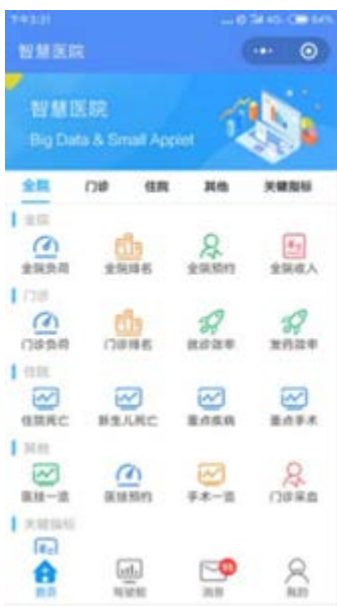 下午3:31
智慧医院
智慧医院
Big Data & Small Applet
全院 门诊 住院 其他 关键指标
全院
全院负荷 全院排名 全院预约 全院收入
门诊
门诊负荷 门诊排名 就诊效率 发药效率
住院
住院死亡 新生儿死亡 重点疾病 重点手术
其他
医技一览 医技预约 手术一览 门诊采血
关键指标
首页 驾驶舱 消息 我的